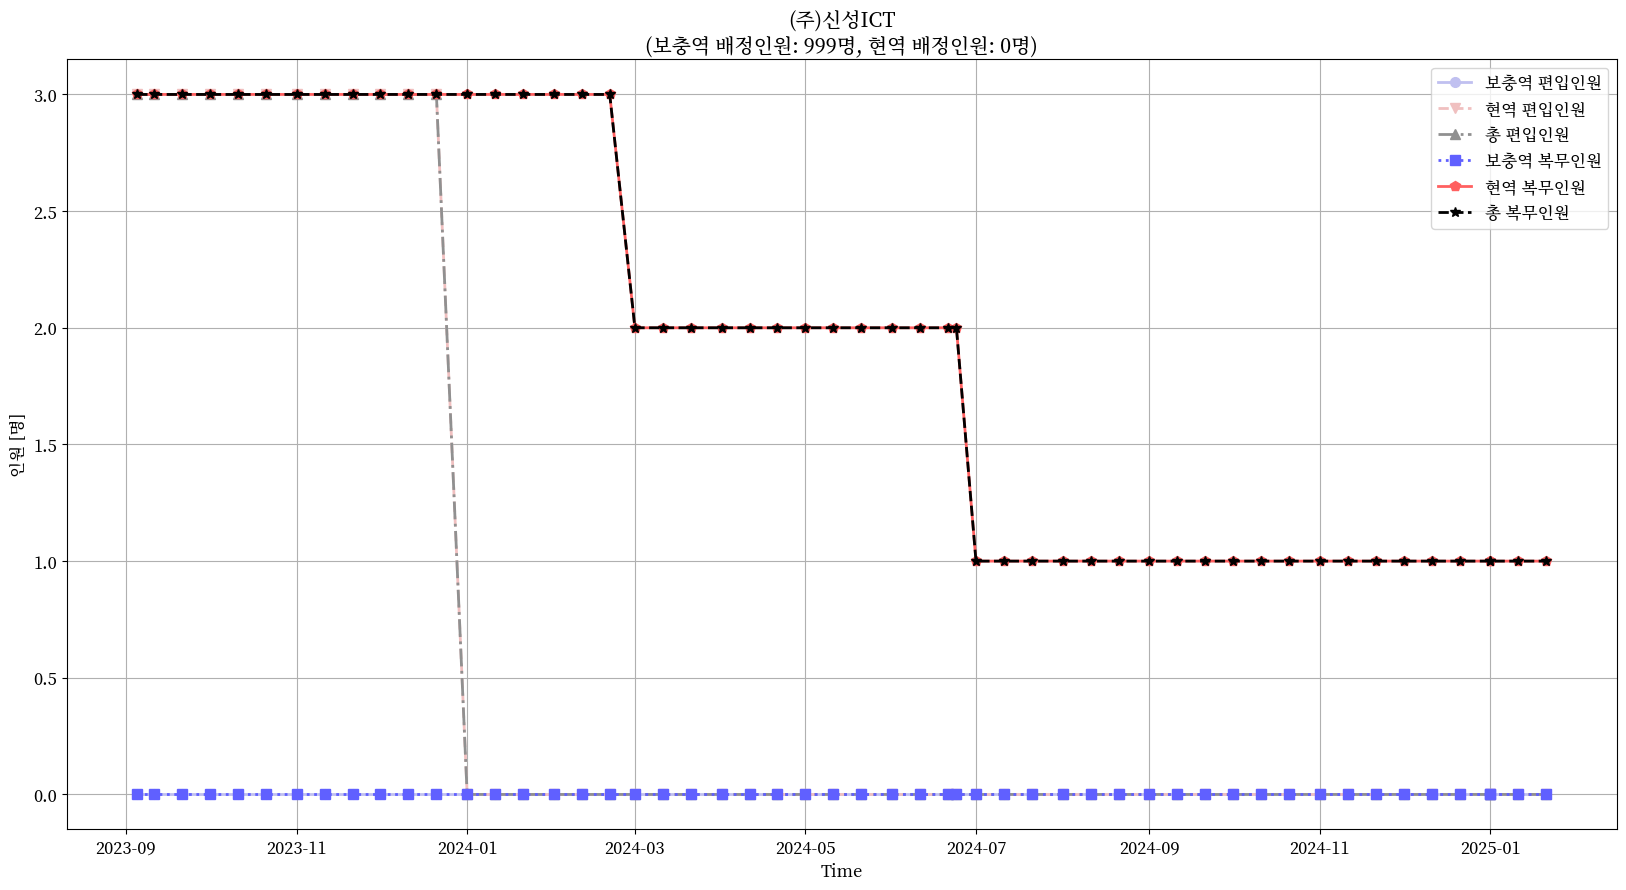 (주)신성ICT
(보충역 배정인원: 999명, 현역 배정인원: 0명)
보충역 편입인원
현역 편입인원
총 편입인원
보충역 복무인원
현역 복무인원
총 복무인원
인원 [명]
3.0
2.5
2.0
1.5
1.0
0.5
0.0
2023-09 2023-11 2024-01 2024-03 2024-05 2024-07 2024-09 2024-11 2025-01
Time